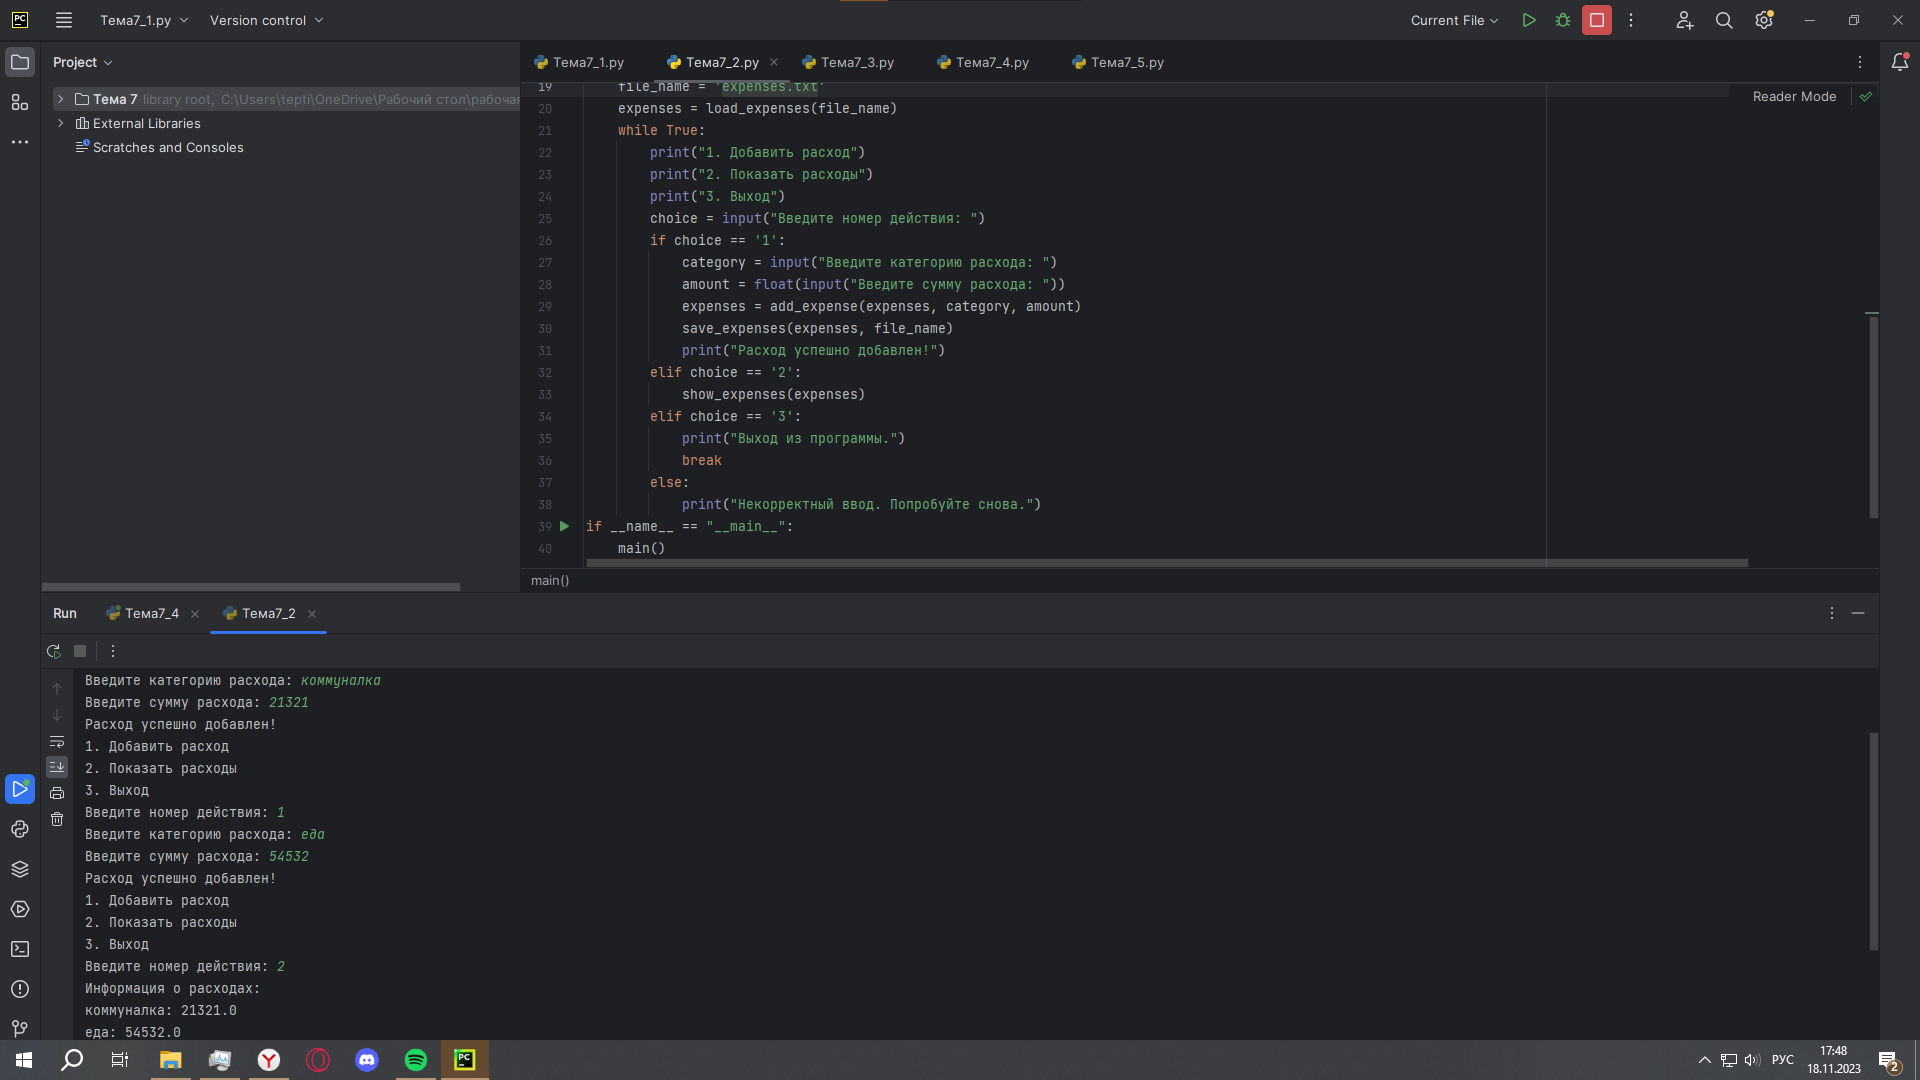 PC Тема7_1.py Version control Current File
Project
Тема7_1.py Тема7_2.py Тема7_3.py Тема7_4.py Тема7_5.py
Тема 7 library root, C:\Users\tepti\OneDrive\Рабочий стол\рабочая
External Libraries
Scratches and Consoles
Reader Mode
19 file_name = 'expenses.txt'
20 expenses = load_expenses(file_name)
21 while True:
22 print("1. Добавить расход")
23 print("2. Показать расходы")
24 print("3. Выход")
25 choice = input("Введите номер действия: ")
26 if choice == '1':
27 category = input("Введите категорию расхода: ")
28 amount = float(input("Введите сумму расхода: "))
29 expenses = add_expense(expenses, category, amount)
30 save_expenses(expenses, file_name)
31 print("Расход успешно добавлен!")
32 elif choice == '2':
33 show_expenses(expenses)
34 elif choice == '3':
35 print("Выход из программы.")
36 break
37 else:
38 print("Некорректный ввод. Попробуйте снова.")
39 if __name__ == "__main__":
40 main()
main()
Run Тема7_4 Тема7_2
Введите категорию расхода: коммуналка
Введите сумму расхода: 21321
Расход успешно добавлен!
1. Добавить расход
2. Показать расходы
3. Выход
Введите номер действия: 1
Введите категорию расхода: еда
Введите сумму расхода: 54532
Расход успешно добавлен!
1. Добавить расход
2. Показать расходы
3. Выход
Введите номер действия: 2
Информация о расходах:
коммуналка: 21321.0
еда: 54532.0
PC РУС 17:48
18.11.2023 2